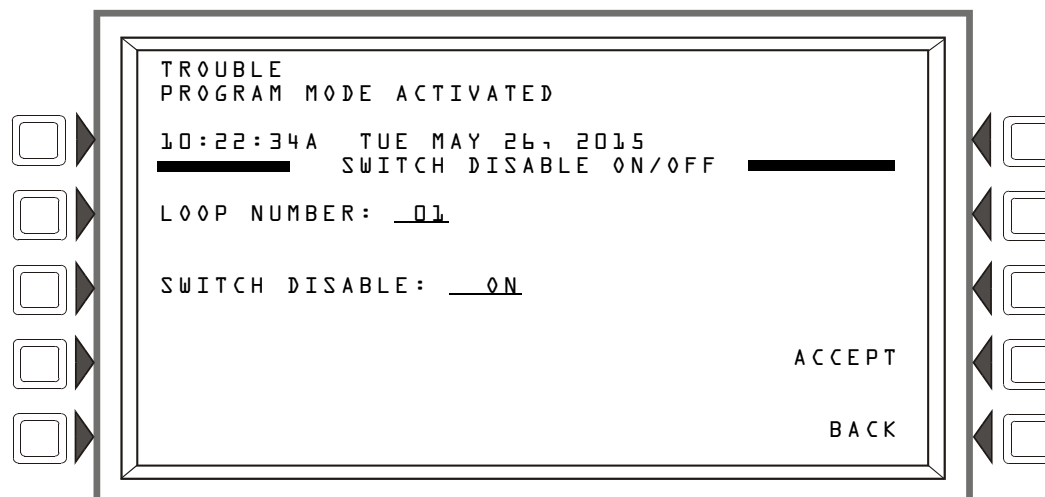 TROUBLE
PROGRAM MODE ACTIVATED
10:22:34A TUE MAY 26, 2015
SWITCH DISABLE ON/OFF
LOOP NUMBER: 01
SWITCH DISABLE: ON
ACCEPT
BACK